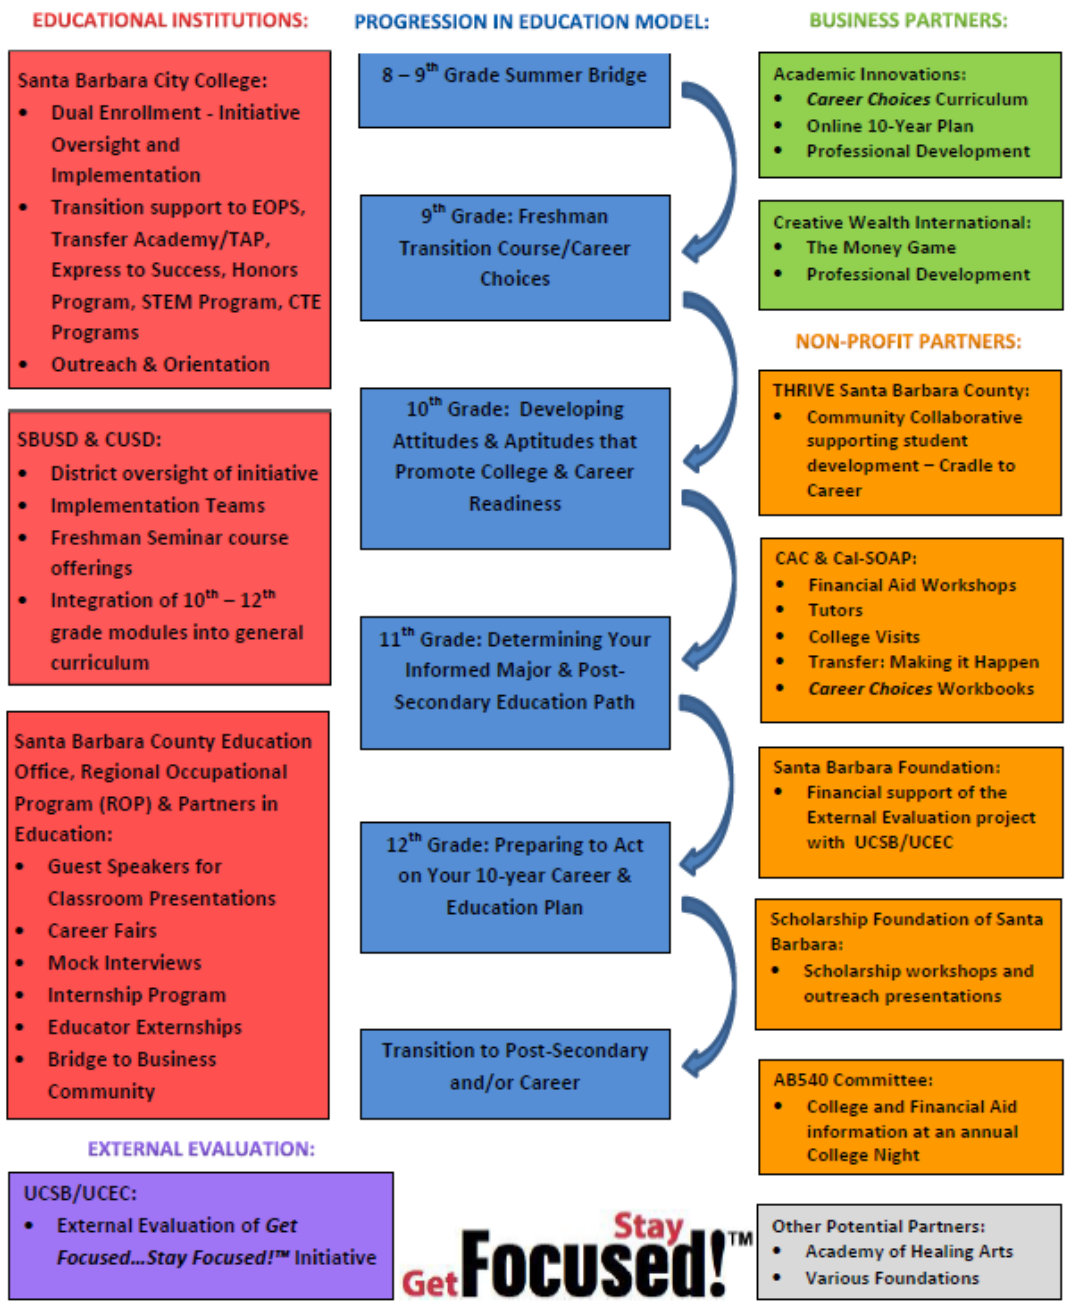 EDUCATIONAL INSTITUTIONS:
Santa Barbara City College:
• Dual Enrollment - Initiative
Oversight and
Implementation
• Transition support to EOPS,
Transfer Academy/TAP,
Express to Success, Honors
Program, STEM Program, CTE
Programs
• Outreach & Orientation
SBUSD & CUSD:
• District oversight of initiative
• Implementation Teams
• Freshman Seminar course
offerings
• Integration of 10th – 12th
grade modules into general
curriculum
Santa Barbara County Education
Office, Regional Occupational
Program (ROP) & Partners in
Education:
• Guest Speakers for
Classroom Presentations
• Career Fairs
• Mock Interviews
• Internship Program
• Educator Externships
• Bridge to Business
Community
EXTERNAL EVALUATION:
UCSB/UCEC:
• External Evaluation of Get
Focused…Stay Focused!™ Initiative
PROGRESSION IN EDUCATION MODEL:
8 – 9th Grade Summer Bridge
9th Grade: Freshman
Transition Course/Career
Choices
10th Grade: Developing
Attitudes & Aptitudes that
Promote College & Career
Readiness
11th Grade: Determining Your
Informed Major & Post-
Secondary Education Path
12th Grade: Preparing to Act
on Your 10-year Career &
Education Plan
Transition to Post-Secondary
and/or Career
Get Focused!™
Stay
BUSINESS PARTNERS:
Academic Innovations:
• Career Choices Curriculum
• Online 10-Year Plan
• Professional Development
Creative Wealth International:
• The Money Game
• Professional Development
NON-PROFIT PARTNERS:
THRIVE Santa Barbara County:
• Community Collaborative
supporting student
development – Cradle to
Career
CAC & Cal-SOAP:
• Financial Aid Workshops
• Tutors
• College Visits
• Transfer: Making it Happen
• Career Choices Workbooks
Santa Barbara Foundation:
• Financial support of the
External Evaluation project
with UCSB/UCEC
Scholarship Foundation of Santa
Barbara:
• Scholarship workshops and
outreach presentations
AB540 Committee:
• College and Financial Aid
information at an annual
College Night
Other Potential Partners:
• Academy of Healing Arts
• Various Foundations